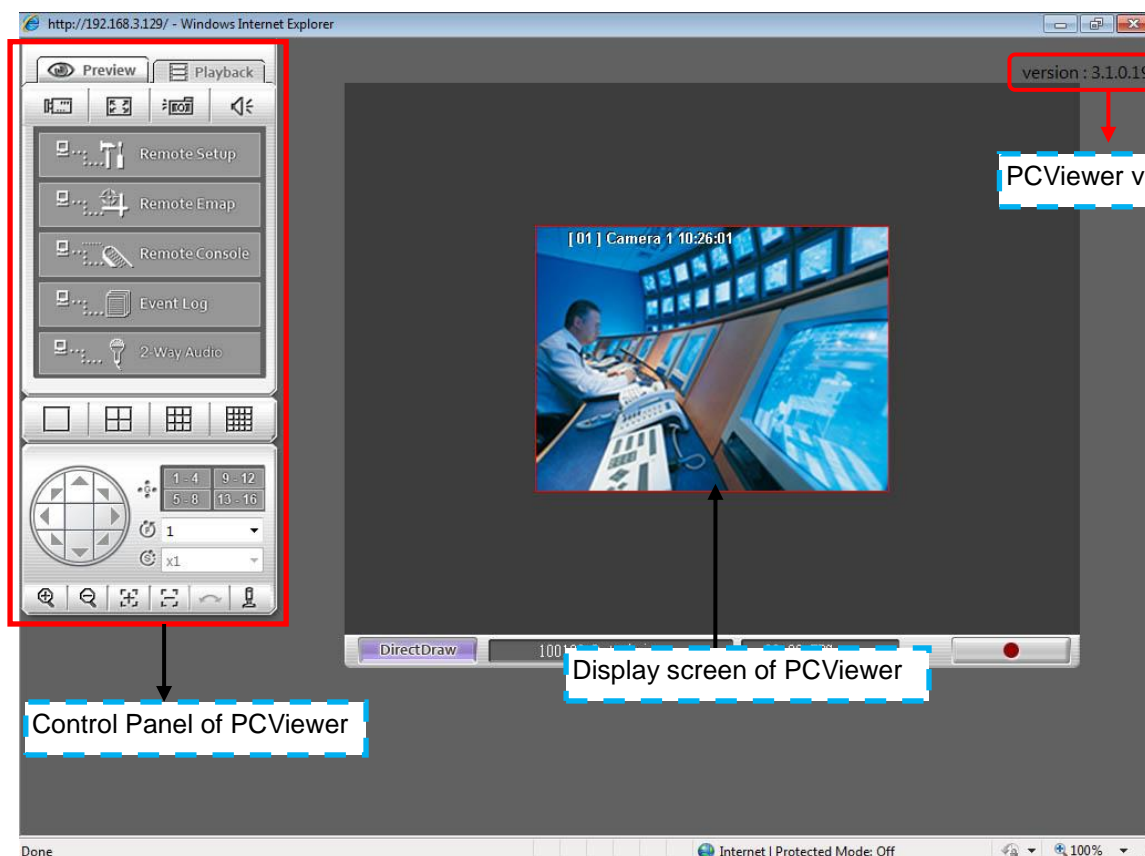 http://192.168.3.129/ - Windows Internet Explorer
Preview
Playback
version : 3.1.0.19
PCViewer v
Remote Setup
Remote Emap
Remote Console
Event Log
2-Way Audio
[ 01 ] Camera 1 10:26:01
1 - 4
9 - 12
5 - 8
13 - 16
1
x1
DirectDraw
Display screen of PCViewer
Control Panel of PCViewer
Done
Internet | Protected Mode: Off
100%